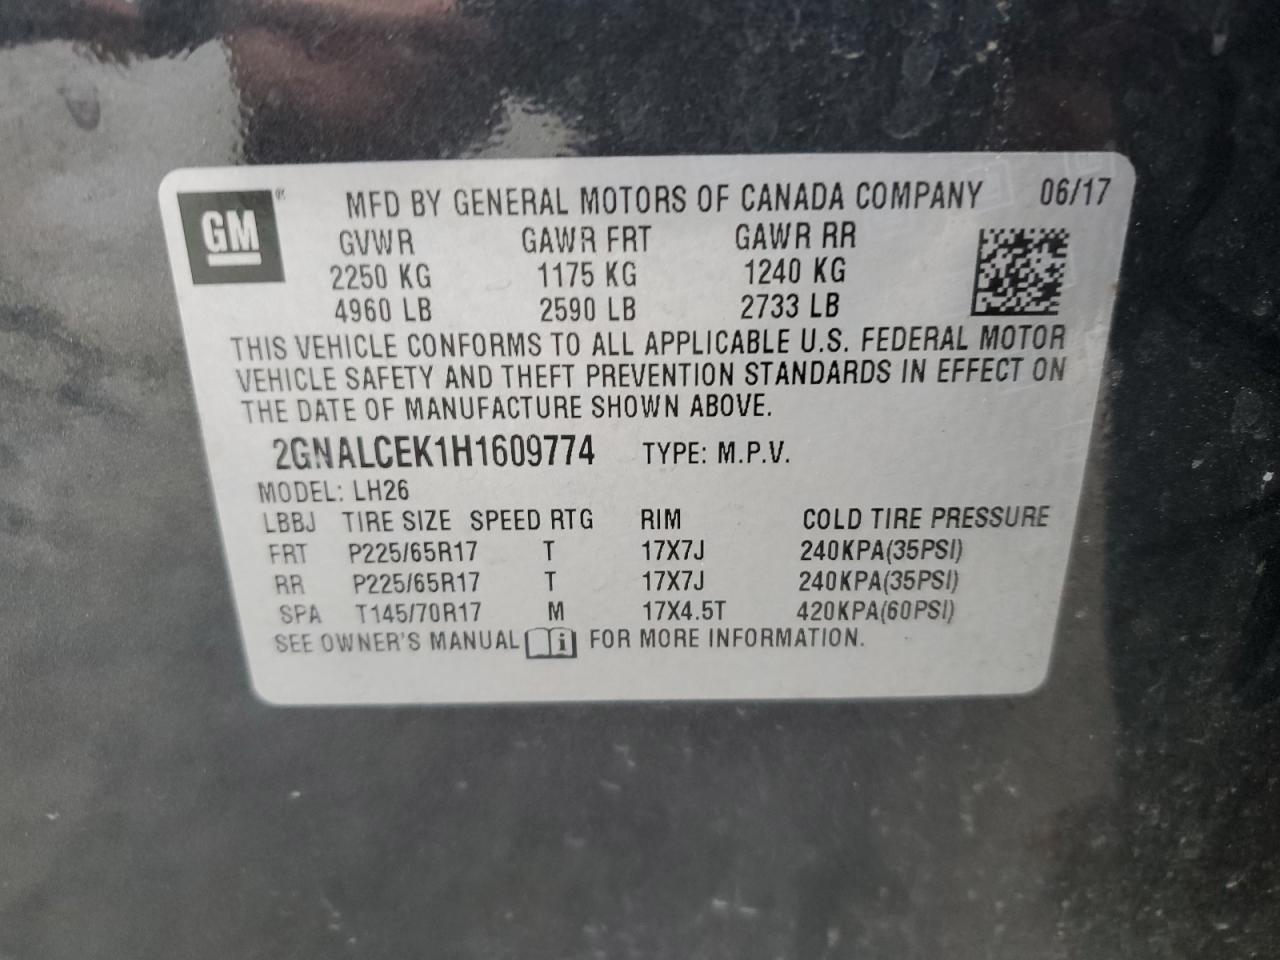 GM ® MFD BY GENERAL MOTORS OF CANADA COMPANY 06/17
GVWR GAWR FRT GAWR RR
2250 KG 1175 KG 1240 KG
4960 LB 2590 LB 2733 LB
THIS VEHICLE CONFORMS TO ALL APPLICABLE U.S. FEDERAL MOTOR
VEHICLE SAFETY AND THEFT PREVENTION STANDARDS IN EFFECT ON
THE DATE OF MANUFACTURE SHOWN ABOVE.
2GNALCEK1H1609774 TYPE: M.P.V.
MODEL: LH26
LBBJ TIRE SIZE SPEED RTG RIM COLD TIRE PRESSURE
FRT P225/65R17 T 17X7J 240KPA(35PSI)
RR P225/65R17 T 17X7J 240KPA(35PSI)
SPA T145/70R17 M 17X4.5T 420KPA(60PSI)
SEE OWNER'S MANUAL i FOR MORE INFORMATION.